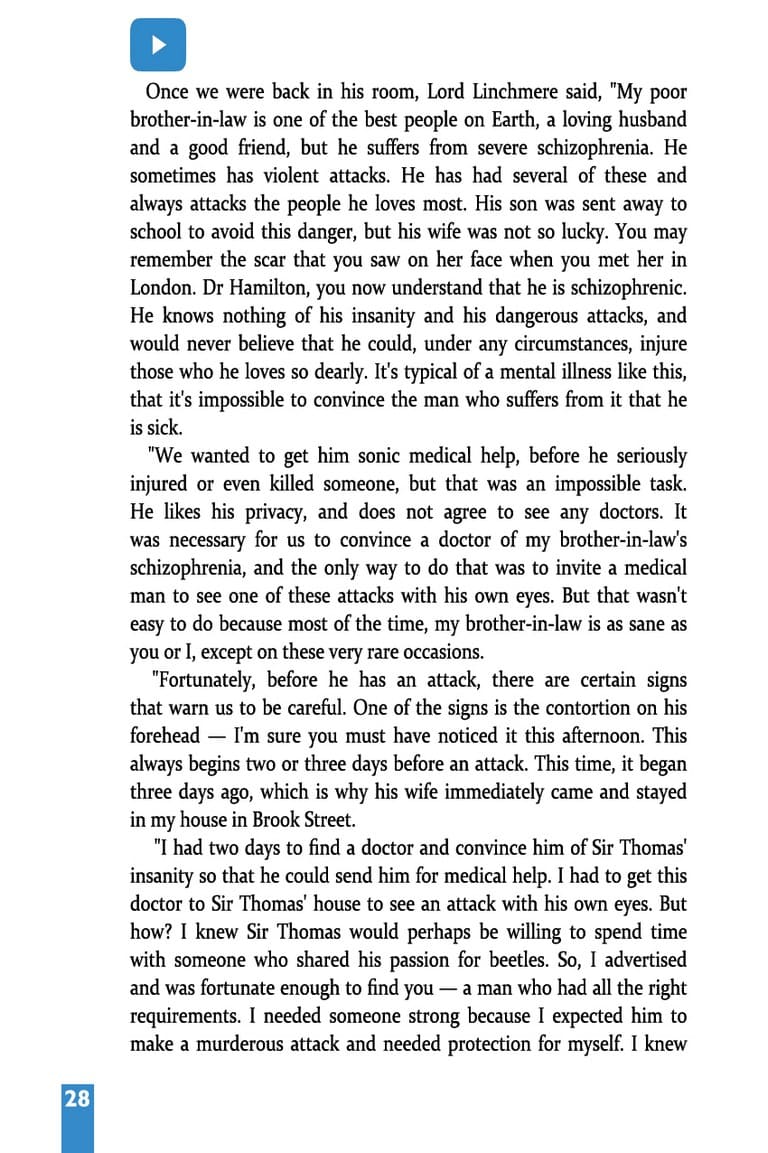 Once we were back in his room, Lord Linchmere said, "My poor
brother-in-law is one of the best people on Earth, a loving husband
and a good friend, but he suffers from severe schizophrenia. He
sometimes has violent attacks. He has had several of these and
always attacks the people he loves most. His son was sent away to
school to avoid this danger, but his wife was not so lucky. You may
remember the scar that you saw on her face when you met her in
London. Dr Hamilton, you now understand that he is schizophrenic.
He knows nothing of his insanity and his dangerous attacks, and
would never believe that he could, under any circumstances, injure
those who he loves so dearly. It's typical of a mental illness like this,
that it's impossible to convince the man who suffers from it that he
is sick.
"We wanted to get him sonic medical help, before he seriously
injured or even killed someone, but that was an impossible task.
He likes his privacy, and does not agree to see any doctors. It
was necessary for us to convince a doctor of my brother-in-law's
schizophrenia, and the only way to do that was to invite a medical
man to see one of these attacks with his own eyes. But that wasn't
easy to do because most of the time, my brother-in-law is as sane as
you or I, except on these very rare occasions.
"Fortunately, before he has an attack, there are certain signs
that warn us to be careful. One of the signs is the contortion on his
forehead — I'm sure you must have noticed it this afternoon. This
always begins two or three days before an attack. This time, it began
three days ago, which is why his wife immediately came and stayed
in my house in Brook Street.
"I had two days to find a doctor and convince him of Sir Thomas'
insanity so that he could send him for medical help. I had to get this
doctor to Sir Thomas' house to see an attack with his own eyes. But
how? I knew Sir Thomas would perhaps be willing to spend time
with someone who shared his passion for beetles. So, I advertised
and was fortunate enough to find you — a man who had all the right
requirements. I needed someone strong because I expected him to
make a murderous attack and needed protection for myself. I knew
28